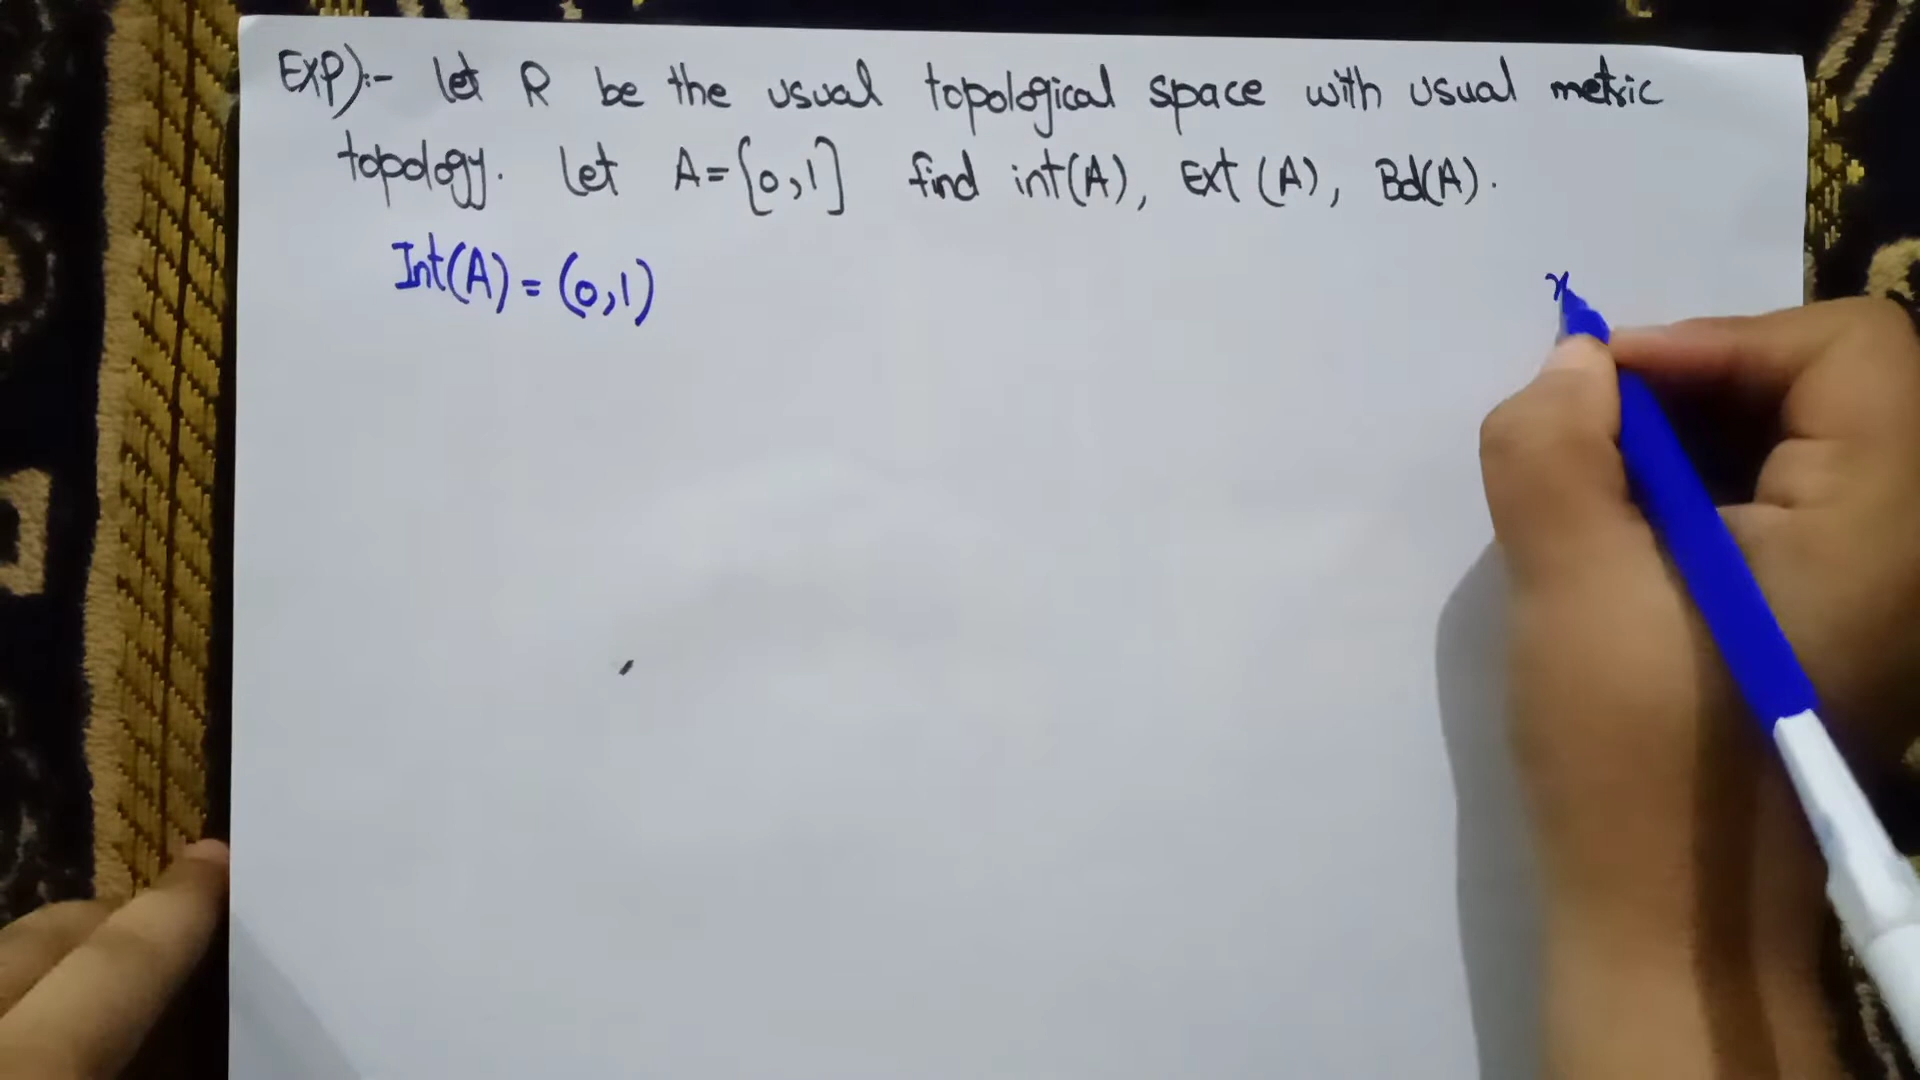 Exp):- let R be the usual topological space with usual metric
topology. Let A=[0,1] find int(A), Ext (A), Bd(A).
Int(A) = (0,1)
x